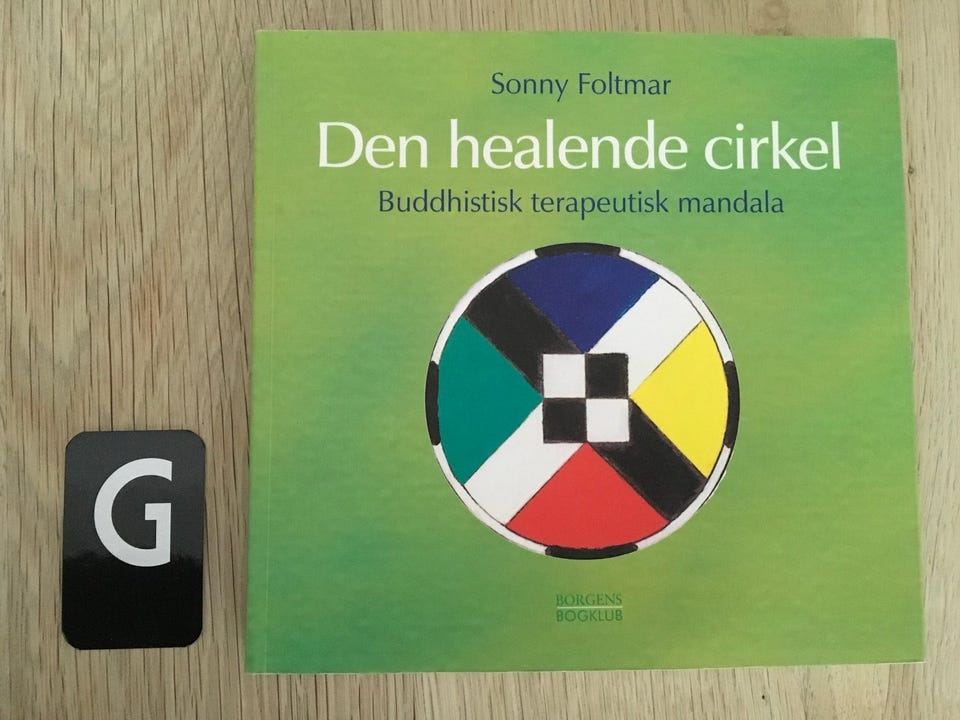 Sonny Foltmar
Den healende cirkel
Buddhistisk terapeutisk mandala
BORGENS
BOGKLUB
G